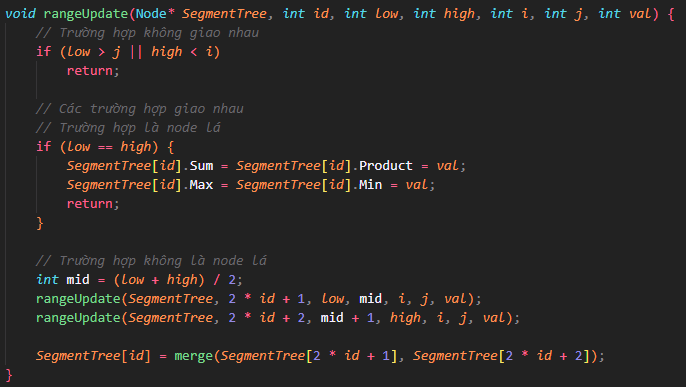 void rangeUpdate(Node* SegmentTree, int id, int low, int high, int i, int j, int val) {
    // Trường hợp không giao nhau
    if (low > j || high < i)
        return;

    // Các trường hợp giao nhau
    // Trường hợp là node lá
    if (low == high) {
        SegmentTree[id].Sum = SegmentTree[id].Product = val;
        SegmentTree[id].Max = SegmentTree[id].Min = val;
        return;
    }

    // Trường hợp không là node lá
    int mid = (low + high) / 2;
    rangeUpdate(SegmentTree, 2 * id + 1, low, mid, i, j, val);
    rangeUpdate(SegmentTree, 2 * id + 2, mid + 1, high, i, j, val);

    SegmentTree[id] = merge(SegmentTree[2 * id + 1], SegmentTree[2 * id + 2]);
}